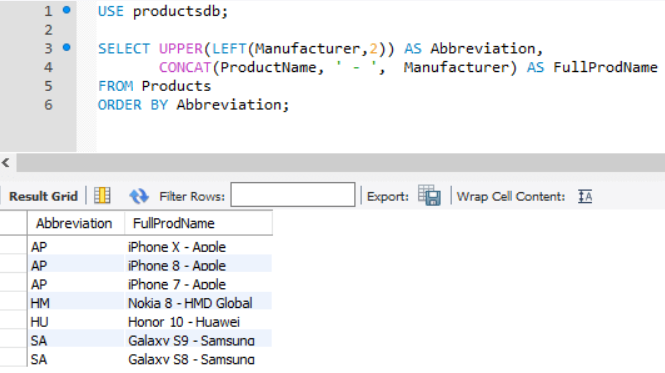 1 USE productsdb;
2
3 SELECT UPPER(LEFT(Manufacturer,2)) AS Abbreviation,
4 CONCAT(ProductName, ' - ', Manufacturer) AS FullProdName
5 FROM Products
6 ORDER BY Abbreviation;
Result Grid Filter Rows: Export: Wrap Cell Content: IA
Abbreviation FullProdName
AP iPhone X - Apple
AP iPhone 8 - Apple
AP iPhone 7 - Apple
HM Nokia 8 - HMD Global
HU Honor 10 - Huawei
SA Galaxy S9 - Samsung
SA Galaxy S8 - Samsung